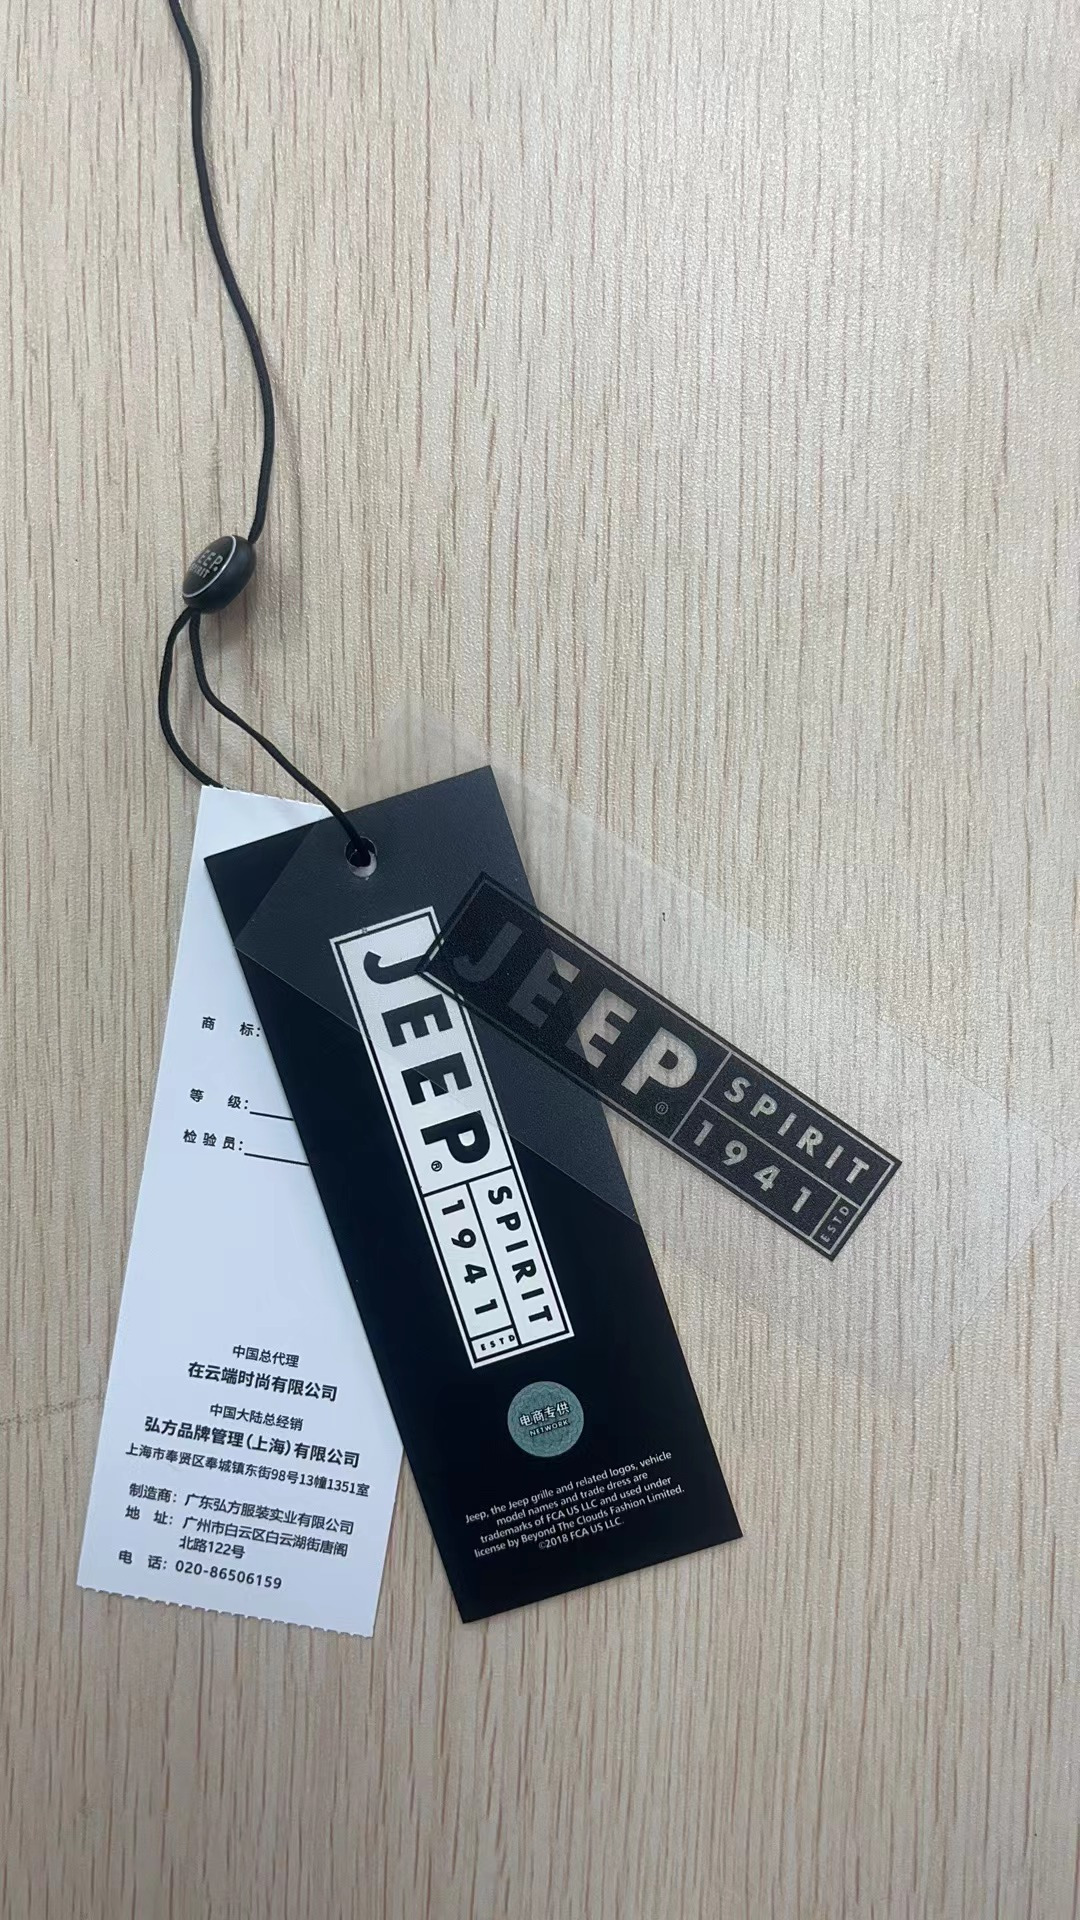 EEP.
SPIRIT
商 标:
等 级:
检 验 员:
中国总代理
在云端时尚有限公司
中国大陆总经销
弘方品牌管理(上海)有限公司
上海市奉贤区奉城镇东街98号13幢1351室
制造商: 广东弘方服装实业有限公司
地 址: 广州市白云区白云湖街唐阁
北路122号
电 话: 020-86506159
JEEP®
SPIRIT
1941
ESTD
电商专供
NETWORK
Jeep, the Jeep grille and related logos, vehicle
model names and trade dress are
trademarks of FCA US LLC and used under
license by Beyond The Clouds Fashion Limited.
©2018 FCA US LLC.
JEEP®
SPIRIT
1941
ESTD